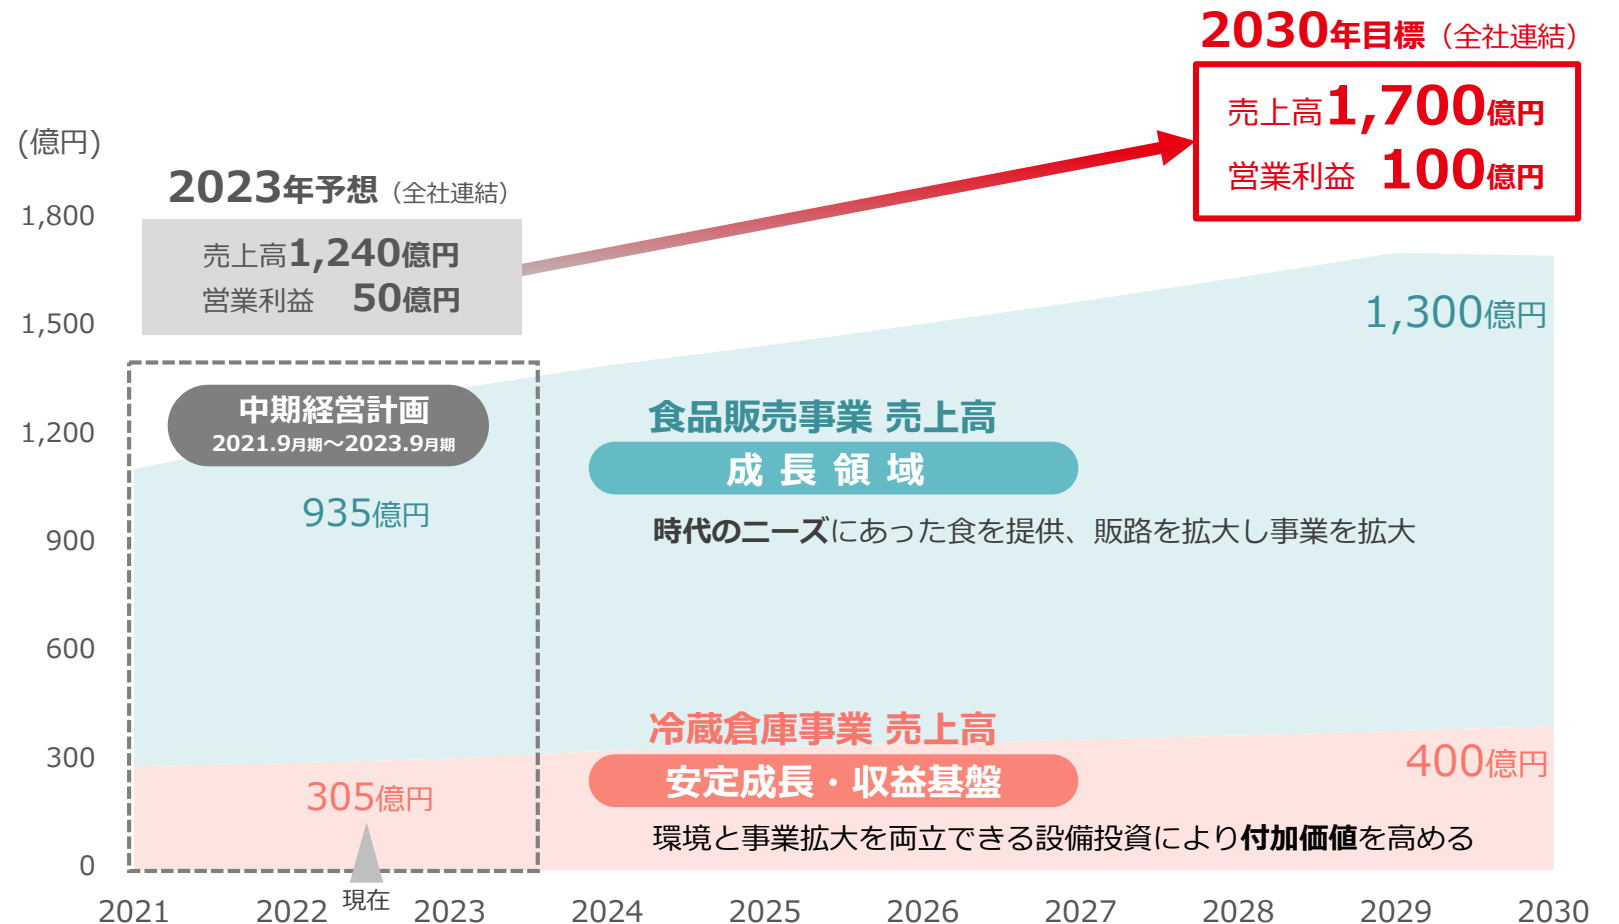 2030年目標（全社連結）
売上高1,700億円
営業利益 100億円
(億円)
2023年予想（全社連結）
売上高1,240億円
営業利益 50億円
1,800
1,500
1,200
900
600
300
0
中期経営計画
2021.9月期～2023.9月期
935億円
305億円
現在
1,300億円
食品販売事業 売上高
成長領域
時代のニーズにあった食を提供、販路を拡大し事業を拡大
冷蔵倉庫事業 売上高
400億円
安定成長・収益基盤
環境と事業拡大を両立できる設備投資により付加価値を高める
2021 2022 2023 2024 2025 2026 2027 2028 2029 2030